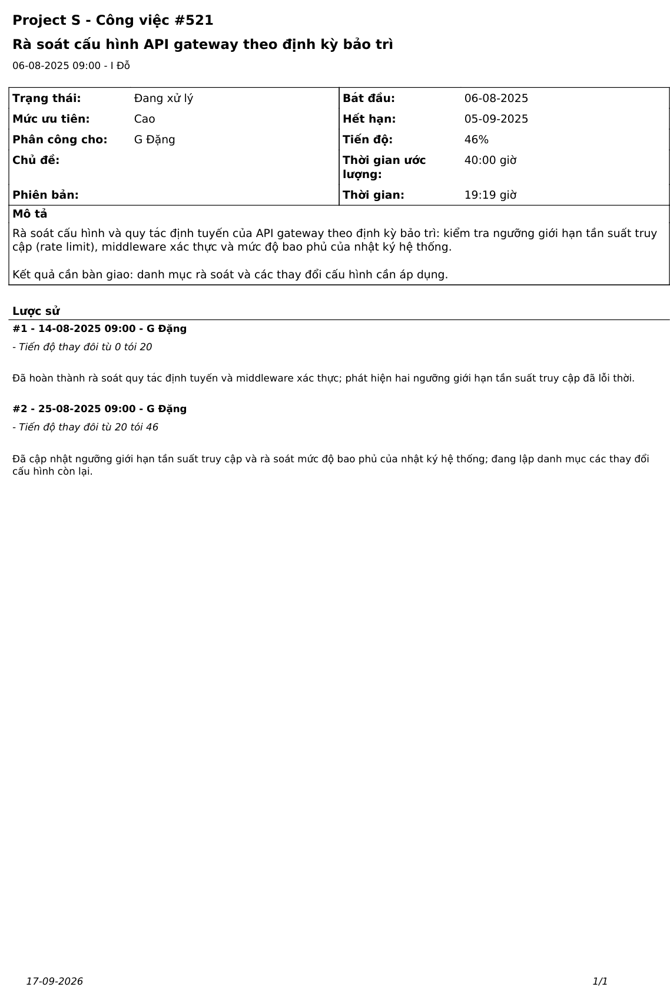 Project S - Công việc #521
Rà soát cấu hình API gateway theo định kỳ bảo trì
06-08-2025 09:00 - I Đỗ
Trạng thái: Đang xử lý Bát đầu: 06-08-2025
Mức ưu tiên: Cao Hết hạn: 05-09-2025
Phân công cho: G Đặng Tiến độ: 46%
Chủ đề: Thời gian ước 40:00 giờ
lượng:
Phiên bản: Thời gian: 19:19 giờ
Mô tả
Rà soát cấu hình và quy tác định tuyến của API gateway theo định kỳ bảo trì: kiểm tra ngưỡng giới hạn tần suất truy
cập (rate limit), middleware xác thực và mức độ bao phủ của nhật ký hệ thống.
Kết quả cần bàn giao: danh mục rà soát và các thay đổi cấu hình cần áp dụng.
Lược sử
#1 - 14-08-2025 09:00 - G Đặng
- Tiến độ thay đôi tù 0 tói 20
Đã hoàn thành rà soát quy tác định tuyến và middleware xác thực; phát hiện hai ngưỡng giới hạn tần suất truy cập đã lỗi thời.
#2 - 25-08-2025 09:00 - G Đặng
- Tiến độ thay đôi tù 20 tói 46
Đã cập nhật ngưỡng giới hạn tần suất truy cập và rà soát mức độ bao phủ của nhật ký hệ thống; đang lập danh mục các thay đổi
cấu hình còn lại.
17-09-2026 1/1